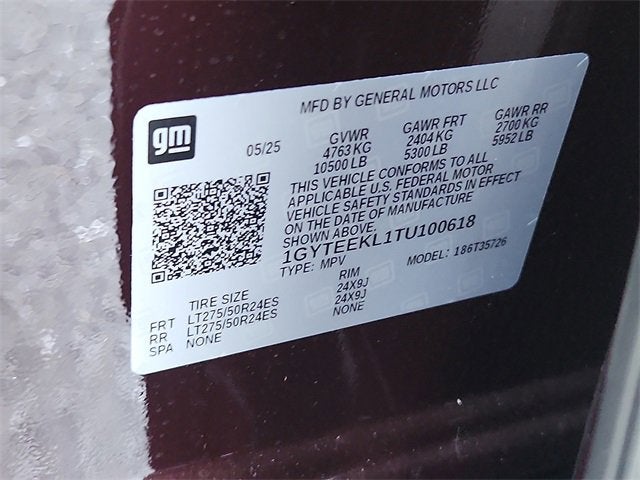 MFD BY GENERAL MOTORS LLC
gm
05/25
GVWR GAWR FRT GAWR RR
4763 KG 2404 KG 2700 KG
10500 LB 5300 LB 5952 LB
THIS VEHICLE CONFORMS TO ALL
APPLICABLE U.S. FEDERAL MOTOR
VEHICLE SAFETY STANDARDS IN EFFECT
ON THE DATE OF MANUFACTURE
SHOWN ABOVE.
1GYTEEKL1TU100618
TYPE: MPV MODEL: 186T35726
TIRE SIZE RIM
FRT LT275/50R24ES 24X9J
RR LT275/50R24ES 24X9J
SPA NONE NONE